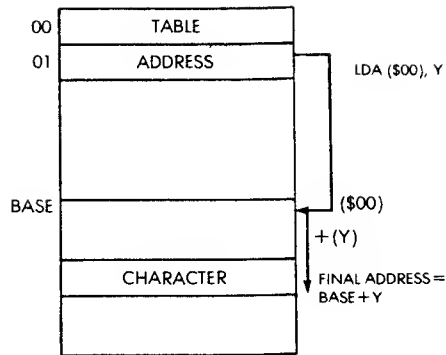 00 TABLE
01 ADDRESS
LDA ($00), Y
BASE
($00)
+(Y)
CHARACTER
FINAL ADDRESS=
BASE+Y